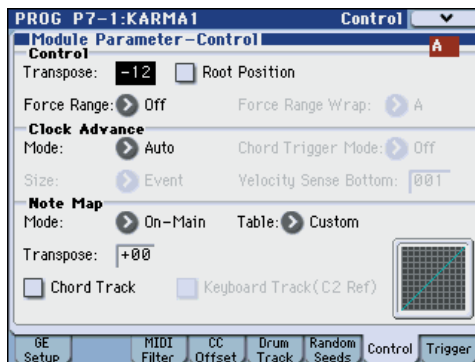 PROG P7-1:KARMA1 Control
Module Parameter-Control
A
Control
Transpose: -12 Root Position
Force Range: Off Force Range Wrap: A
Clock Advance
Mode: Auto Chord Trigger Mode: Off
Size: Event Velocity Sense Bottom: 001
Note Map
Mode: On-Main Table: Custom
Transpose: +00
Chord Track Keyboard Track(C2 Ref)
GE Setup MIDI Filter CC Offset Drum Track Random Seeds Control Trigger